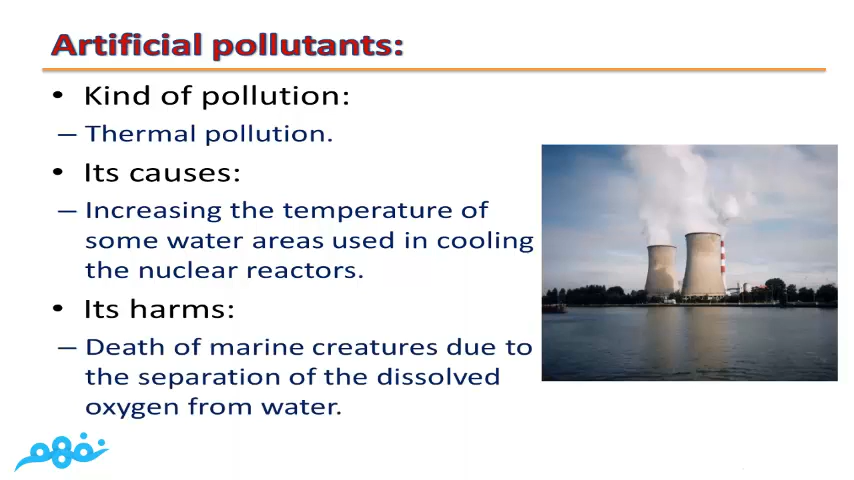 Artificial pollutants:
• Kind of pollution:
– Thermal pollution.
• Its causes:
– Increasing the temperature of
some water areas used in cooling
the nuclear reactors.
• Its harms:
– Death of marine creatures due to
the separation of the dissolved
oxygen from water.
نفهم